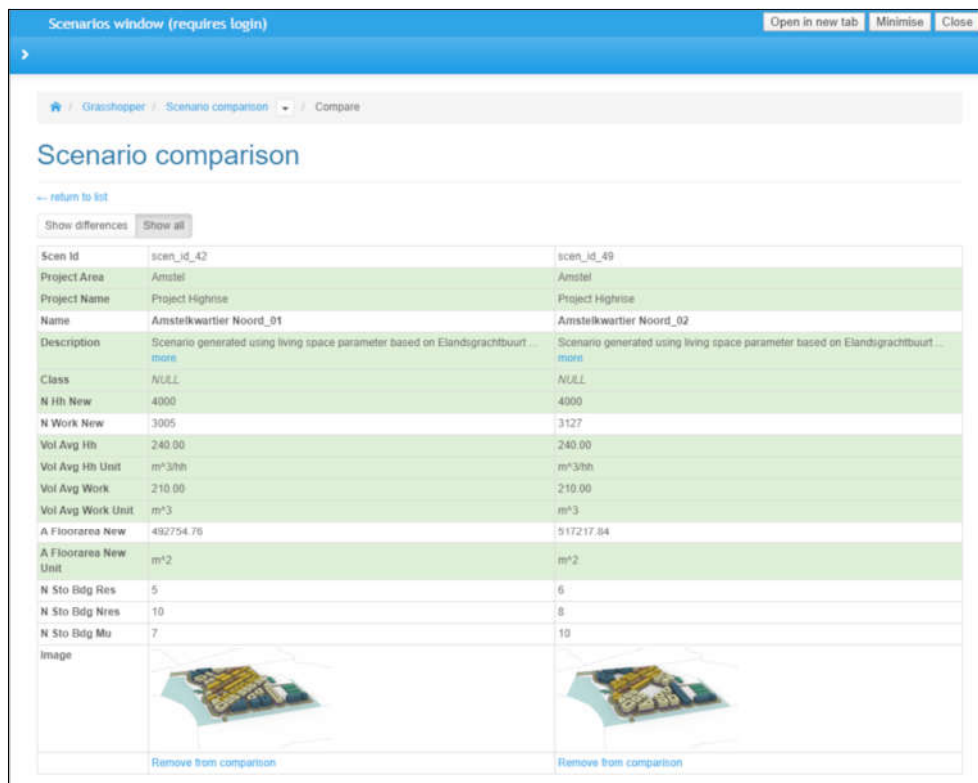 Scenarios window (requires login) Open in new tab Minimise Close
/ Grasshopper / Scenario comparison / Compare
Scenario comparison
← return to list
Show differences Show all
Scen Id scen_id_42 scen_id_49
Project Area Amstel Amstel
Project Name Project Highrise Project Highrise
Name Amstelkwartier Noord_01 Amstelkwartier Noord_02
Description Scenario generated using living space parameter based on Elandsgrachtbuurt ... Scenario generated using living space parameter based on Elandsgrachtbuurt ...
more more
Class NULL NULL
N Hh New 4000 4000
N Work New 3005 3127
Vol Avg Hh 240.00 240.00
Vol Avg Hh Unit m^3/hh m^3/hh
Vol Avg Work 210.00 210.00
Vol Avg Work Unit m^3 m^3
A Floorarea New 492754.76 517217.84
A Floorarea New
Unit m^2 m^2
N Sto Bdg Res 5 6
N Sto Bdg Nres 10 8
N Sto Bdg Mu 7 10
Image
Remove from comparison Remove from comparison